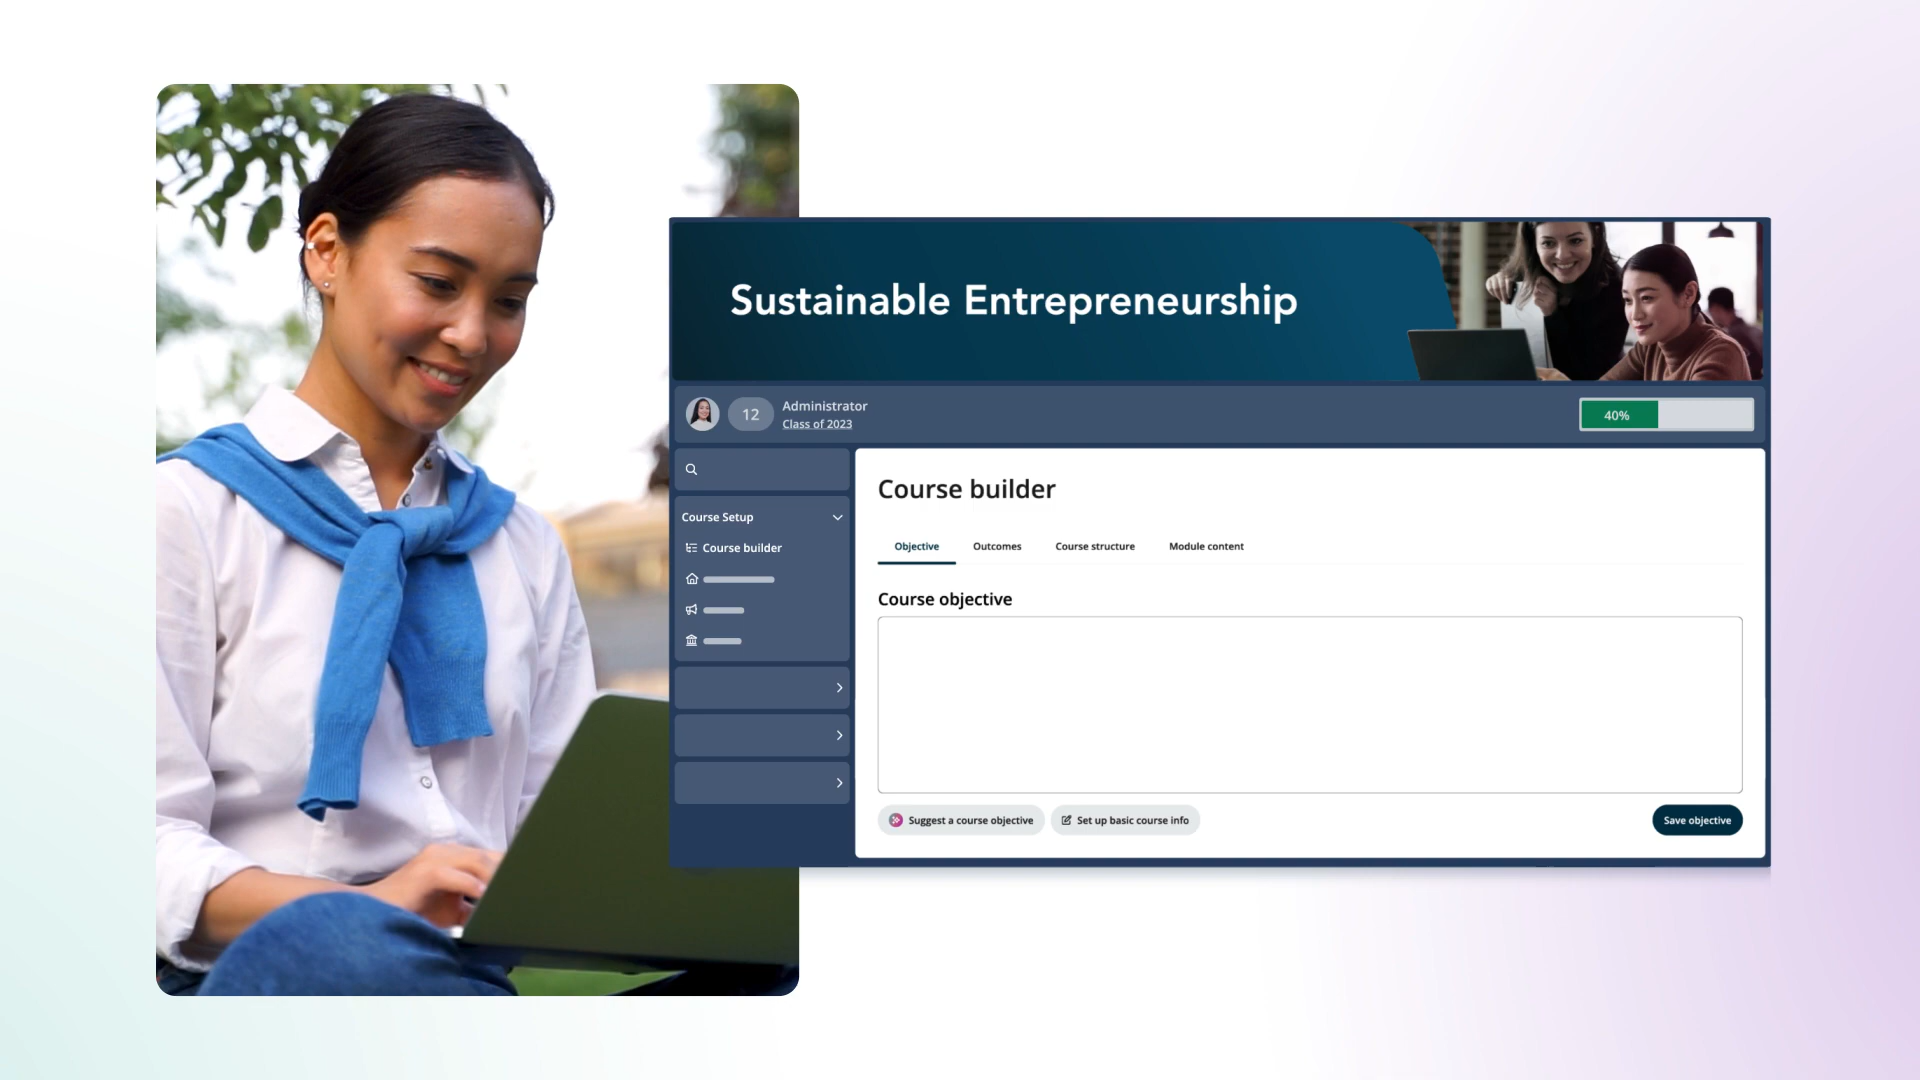 Sustainable Entrepreneurship
12
Administrator
Class of 2023
40%
Course Setup
Course builder
Course builder
Objective
Outcomes
Course structure
Module content
Course objective
Suggest a course objective
Set up basic course info
Save objective